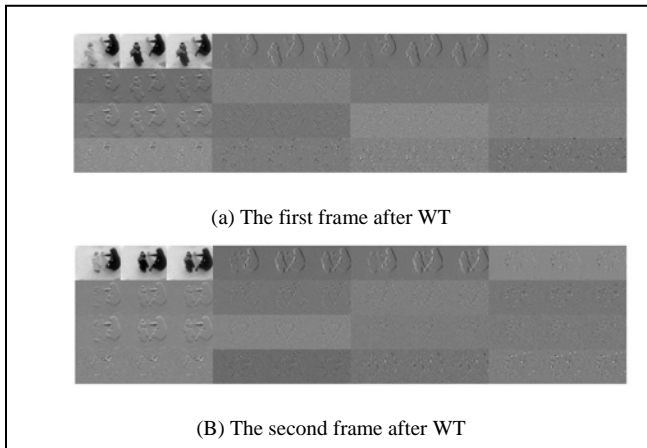 (a) The first frame after WT
(B) The second frame after WT